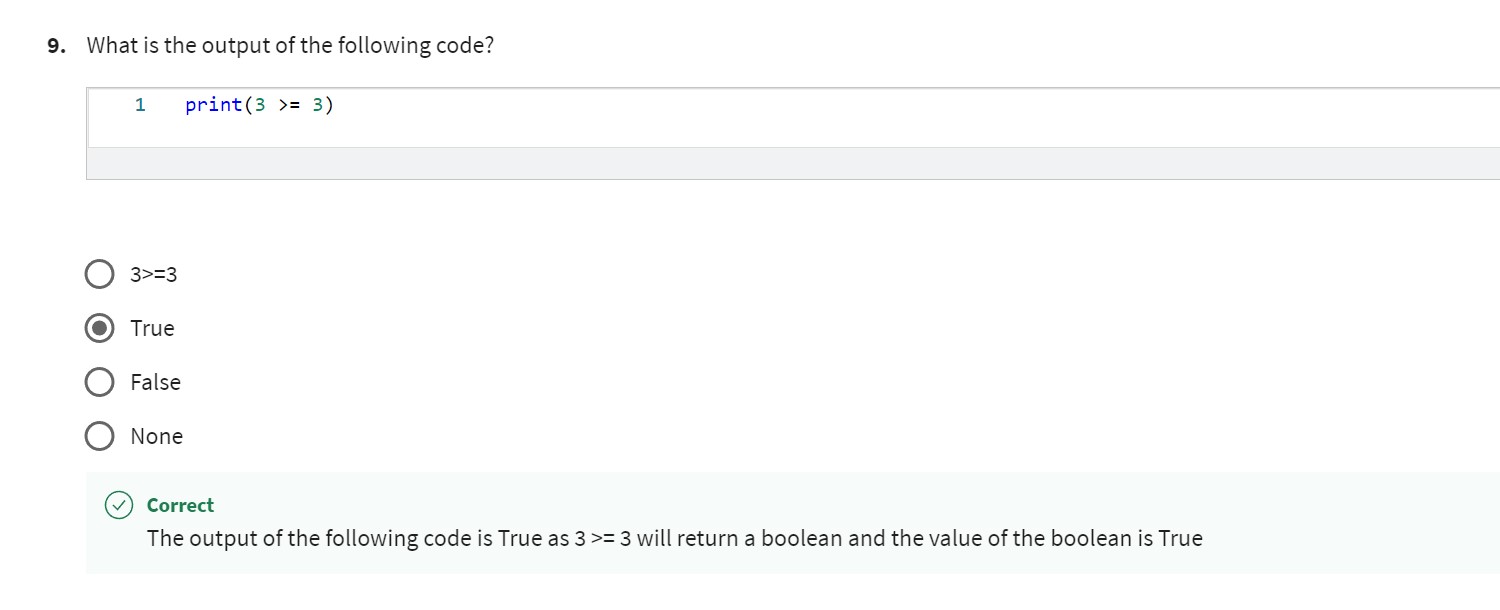 9. What is the output of the following code?
1 print(3 >= 3)
3>=3
True
False
None
Correct
The output of the following code is True as 3 >= 3 will return a boolean and the value of the boolean is True